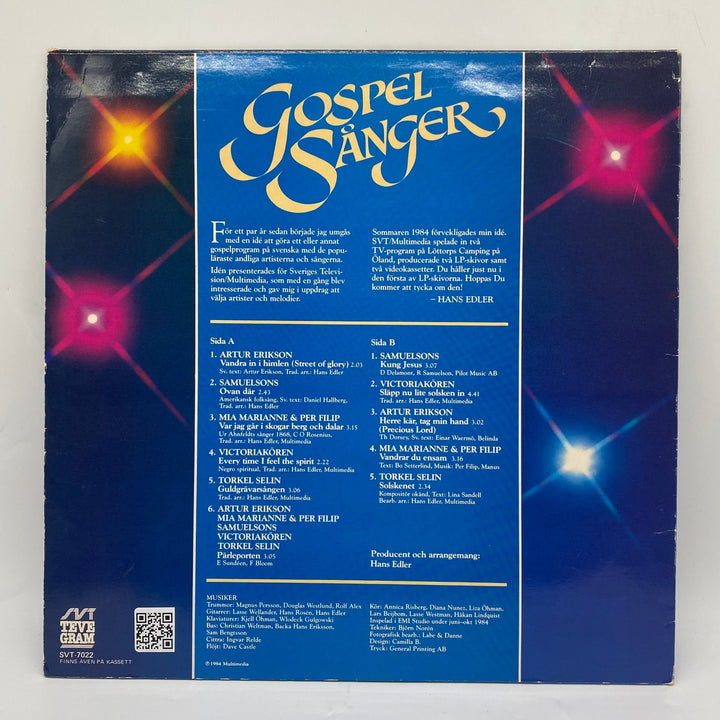 GOSPEL
SÅNGER
För ett par år sedan började jag umgås
med en idé att göra ett eller annat
gospelprogram på svenska med de popu-
läraste andliga artisterna och sångerna.
Idén presenterades för Sveriges Televi-
sion/Multimedia, som med en gång blev
intresserade och gav mig i uppdrag att
välja artister och melodier.
Sommaren 1984 förverkligades min idé.
SVT/Multimedia spelade in två
TV-program på Löttorps Camping på
Öland, producerade två LP-skivor samt
två videokassetter. Du håller just nu i
den första av LP-skivorna. Hoppas Du
kommer att tycka om den!
– HANS EDLER
Sida A
1. ARTUR ERIKSON
Vandra in i himlen (Street of glory) 2.03
Sv. text: Artur Erikson, Trad. arr.: Hans Edler
2. SAMUELSONS
Ovan där 2.43
Amerikansk folksång, Sv. text: Daniel Hallberg,
Trad. arr.: Hans Edler
3. MIA MARIANNE & PER FILIP
Var jag går i skogar berg och dalar 3.15
Ur Ahnfeldts sånger 1868, C O Rosenius,
Trad. arr.: Hans Edler, Multimedia
4. VICTORIAKÖREN
Every time I feel the spirit 2.22
Negro spiritual, Trad. arr.: Hans Edler, Multimedia
5. TORKEL SELIN
Guldgrävarsången 3.06
Trad. arr.: Hans Edler, Multimedia
6. ARTUR ERIKSON
MIA MARIANNE & PER FILIP
SAMUELSONS
VICTORIAKÖREN
TORKEL SELIN
Pärleporten 3.05
E Sundéen, F Bloom
Sida B
1. SAMUELSONS
Kung Jesus 3.07
D Delamont, R Samuelson, Pilot Music AB
2. VICTORIAKÖREN
Släpp nu lite solsken in 4.41
Trad. arr.: Hans Edler, Multimedia
3. ARTUR ERIKSON
Herre kär, tag min hand 3.02
(Precious Lord)
Th Dorsey, Sv. text: Einar Waermö, Belinda
4. MIA MARIANNE & PER FILIP
Vandrar du ensam 3.16
Text: Bo Setterlind, Musik: Per Filip, Manus
5. TORKEL SELIN
Solskenet 2.34
Kompositör okänd, Text: Lina Sandell
Bearb. arr.: Hans Edler, Multimedia
Producent och arrangemang:
Hans Edler
MUSIKER
Trummor: Magnus Persson, Douglas Westlund, Rolf Alex
Gitarrer: Lasse Wellander, Hans Rosén, Hans Edler
Klaviaturer: Kjell Öhman, Wlodeck Gulgowski
Bas: Christian Weltman, Backa Hans Eriksson,
Sam Bengtsson
Cittra: Ingvar Relde
Flöjt: Dave Castle
℗ 1984 Multimedia
Kör: Annica Risberg, Diana Nunez, Liza Öhman,
Lars Beijbom, Lasse Westman, Håkan Lindquist
Inspelad i EMI Studio under juni–okt 1984
Tekniker: Björn Norén
Fotografisk bearb.: Labe & Danne
Design: Camilla B.
Tryck: General Printing AB
SVT
TEVE
GRAM
SVT-7022
FINNS ÄVEN PÅ KASSETT